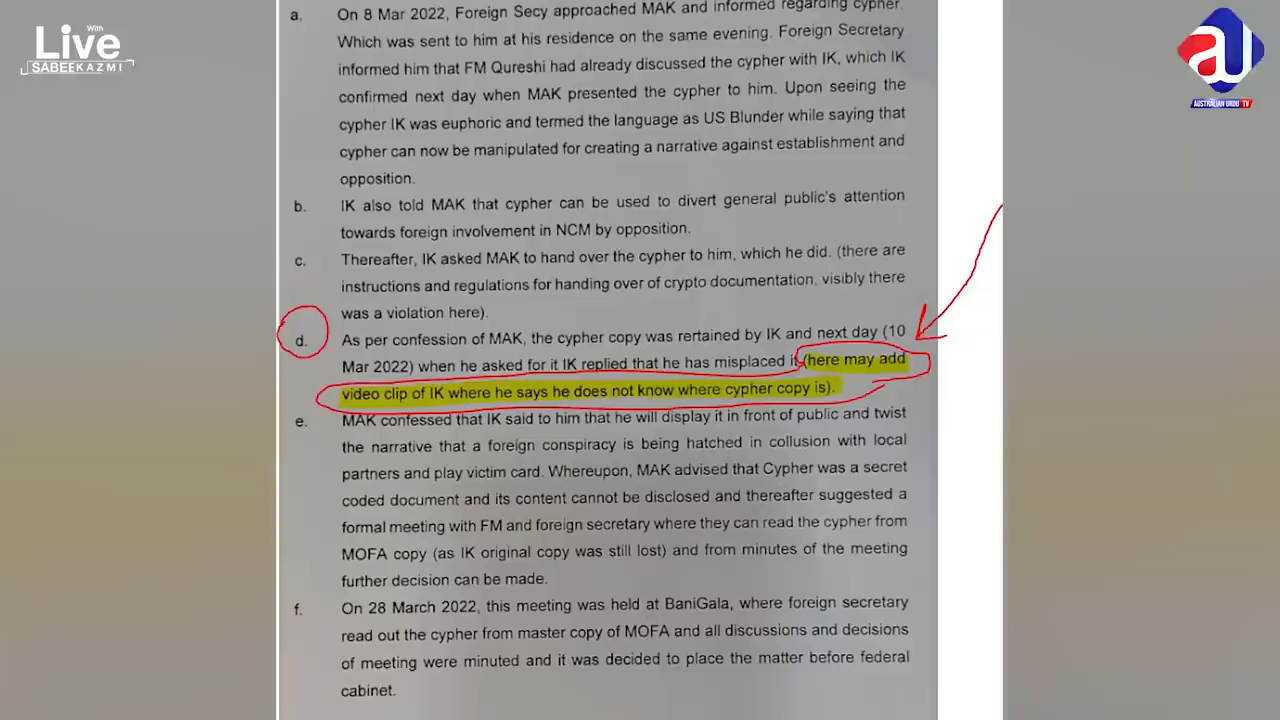 With
Live
SABEEKAZMI
AUSTRALIAN URDU TV
a. On 8 Mar 2022, Foreign Secy approached MAK and informed regarding cypher.
Which was sent to him at his residence on the same evening. Foreign Secretary
informed him that FM Qureshi had already discussed the cypher with IK, which IK
confirmed next day when MAK presented the cypher to him. Upon seeing the
cypher IK was euphoric and termed the language as US Blunder while saying that
cypher can now be manipulated for creating a narrative against establishment and
opposition.
b. IK also told MAK that cypher can be used to divert general public's attention
towards foreign involvement in NCM by opposition.
c. Thereafter, IK asked MAK to hand over the cypher to him, which he did. (there are
instructions and regulations for handing over of crypto documentation, visibly there
was a violation here).
d. As per confession of MAK, the cypher copy was rertained by IK and next day (10
Mar 2022) when he asked for it IK replied that he has misplaced it (here may add
video clip of IK where he says he does not know where cypher copy is).
e. MAK confessed that IK said to him that he will display it in front of public and twist
the narrative that a foreign conspiracy is being hatched in collusion with local
partners and play victim card. Whereupon, MAK advised that Cypher was a secret
coded document and its content cannot be disclosed and thereafter suggested a
formal meeting with FM and foreign secretary where they can read the cypher from
MOFA copy (as IK original copy was still lost) and from minutes of the meeting
further decision can be made.
f. On 28 March 2022, this meeting was held at BaniGala, where foreign secretary
read out the cypher from master copy of MOFA and all discussions and decisions
of meeting were minuted and it was decided to place the matter before federal
cabinet.